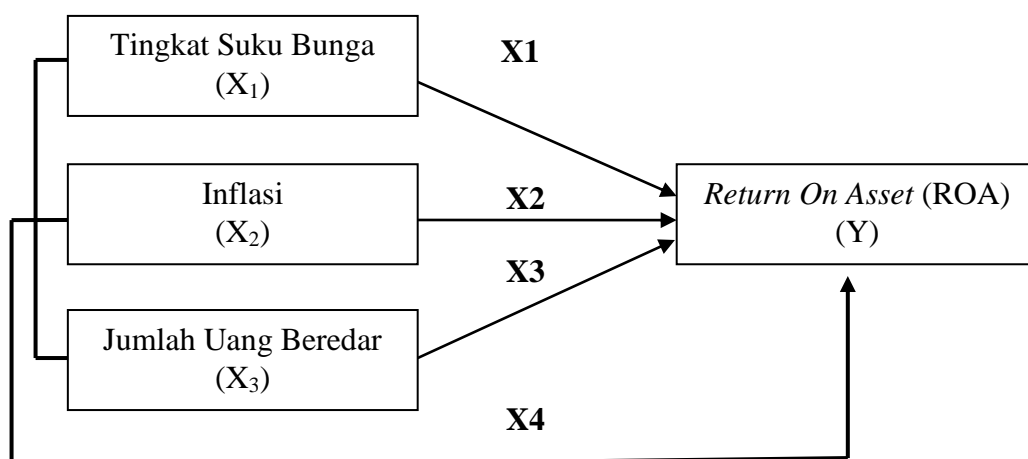 Tingkat Suku Bunga
(X₁)
X1
Inflasi
(X₂)
X2
Return On Asset (ROA)
(Y)
X3
Jumlah Uang Beredar
(X₃)
X4